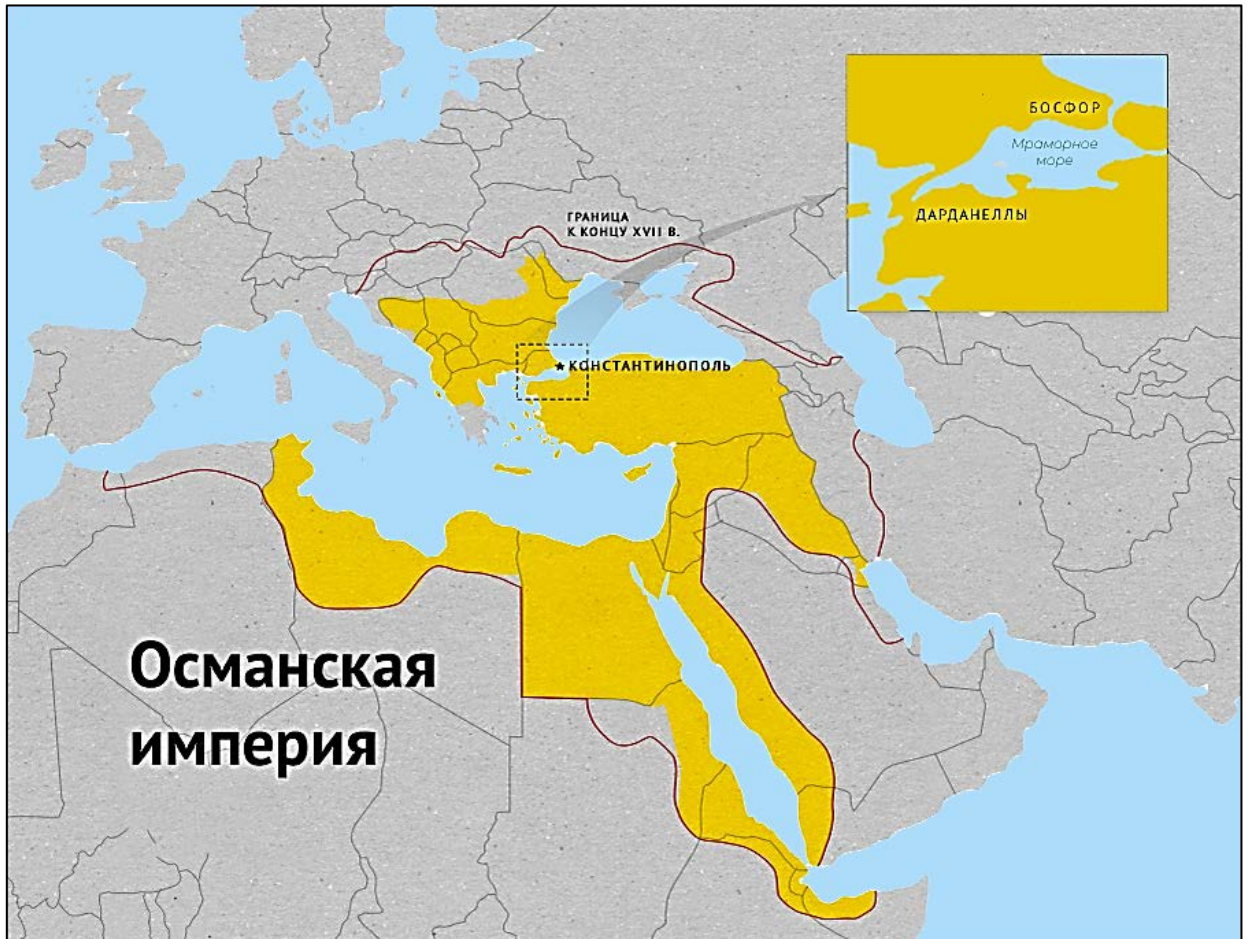 БОСФОР
Мраморное
море
ДАРДАНЕЛЛЫ
ГРАНИЦА
К КОНЦУ XVII В.
КОНСТАНТИНОПОЛЬ
Османская
империя